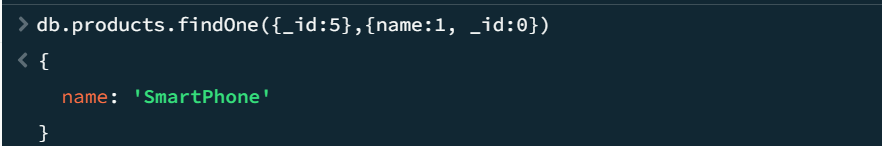 > db.products.findOne({_id:5},{name:1, _id:0})
< {
name: 'SmartPhone'
}